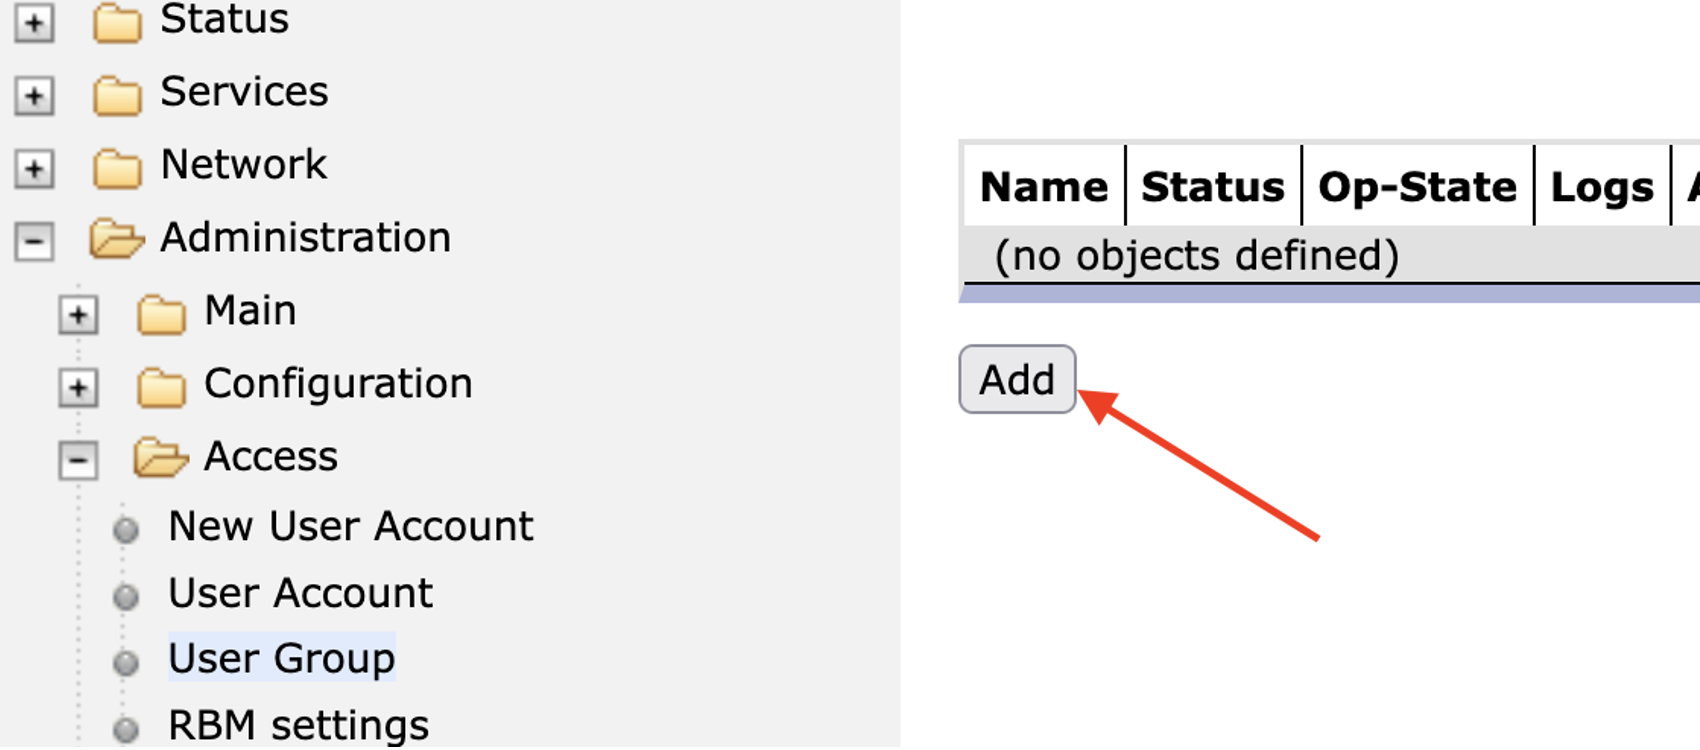 Status
Services
Network
Administration
Main
Configuration
Access
New User Account
User Account
User Group
RBM settings
Name Status Op-State Logs
(no objects defined)
Add